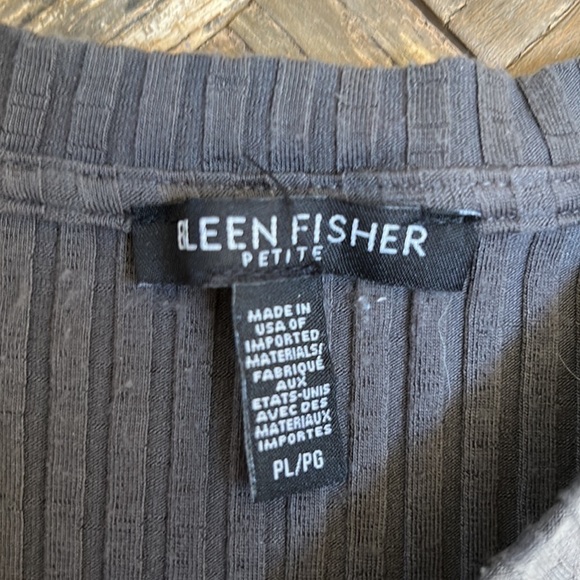 EILEEN FISHER
PETITE
MADE IN
USA OF
IMPORTED
MATERIALS/
FABRIQUÉ
AUX
ETATS-UNIS
AVEC DES
MATERIAUX
IMPORTES
PL/PG